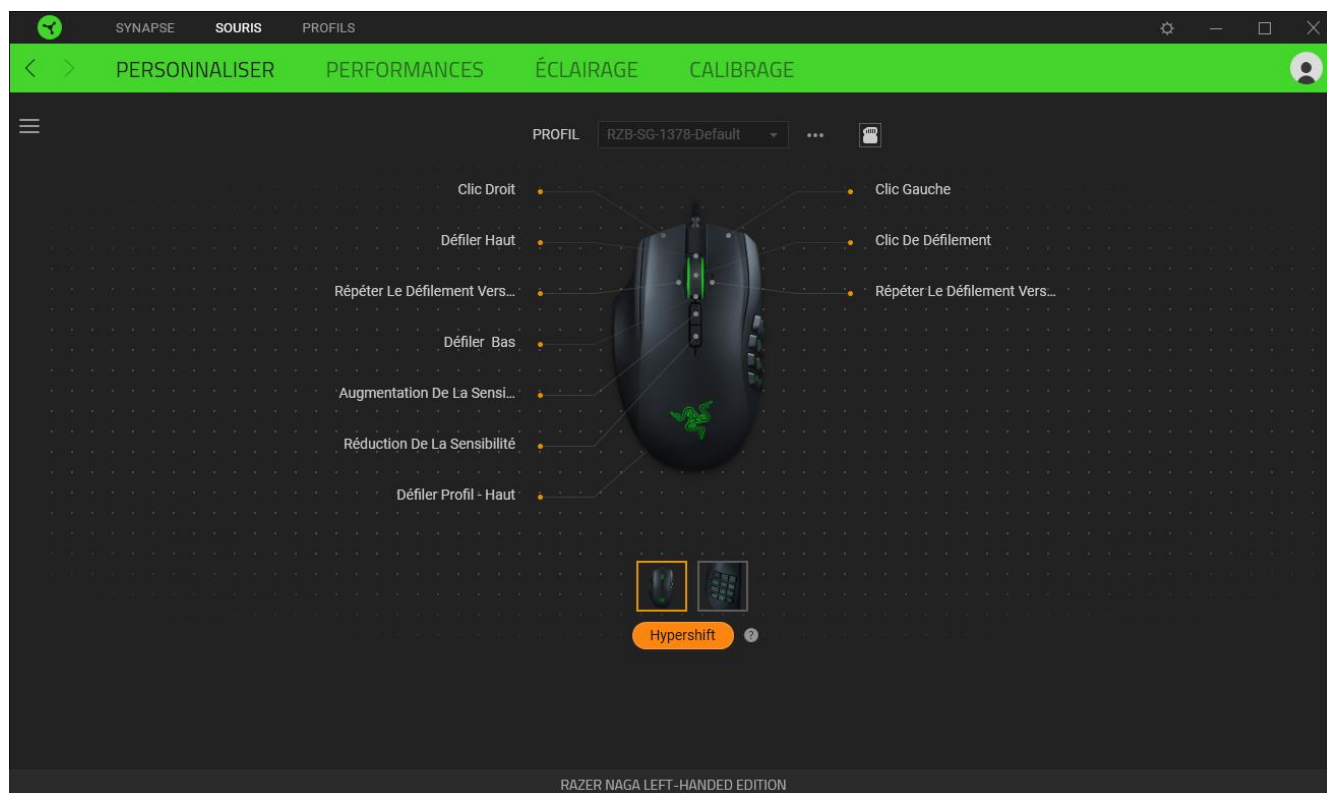 SYNAPSE SOURIS PROFILS
PERSONNALISER PERFORMANCES ÉCLAIRAGE CALIBRAGE
PROFIL RZB-SG-1378-Default
Clic Droit
Clic Gauche
Défiler Haut
Clic De Défilement
Répéter Le Défilement Vers...
Répéter Le Défilement Vers...
Défiler Bas
Augmentation De La Sensi...
Réduction De La Sensibilité
Défiler Profil - Haut
Hypershift ?
RAZER NAGA LEFT-HANDED EDITION